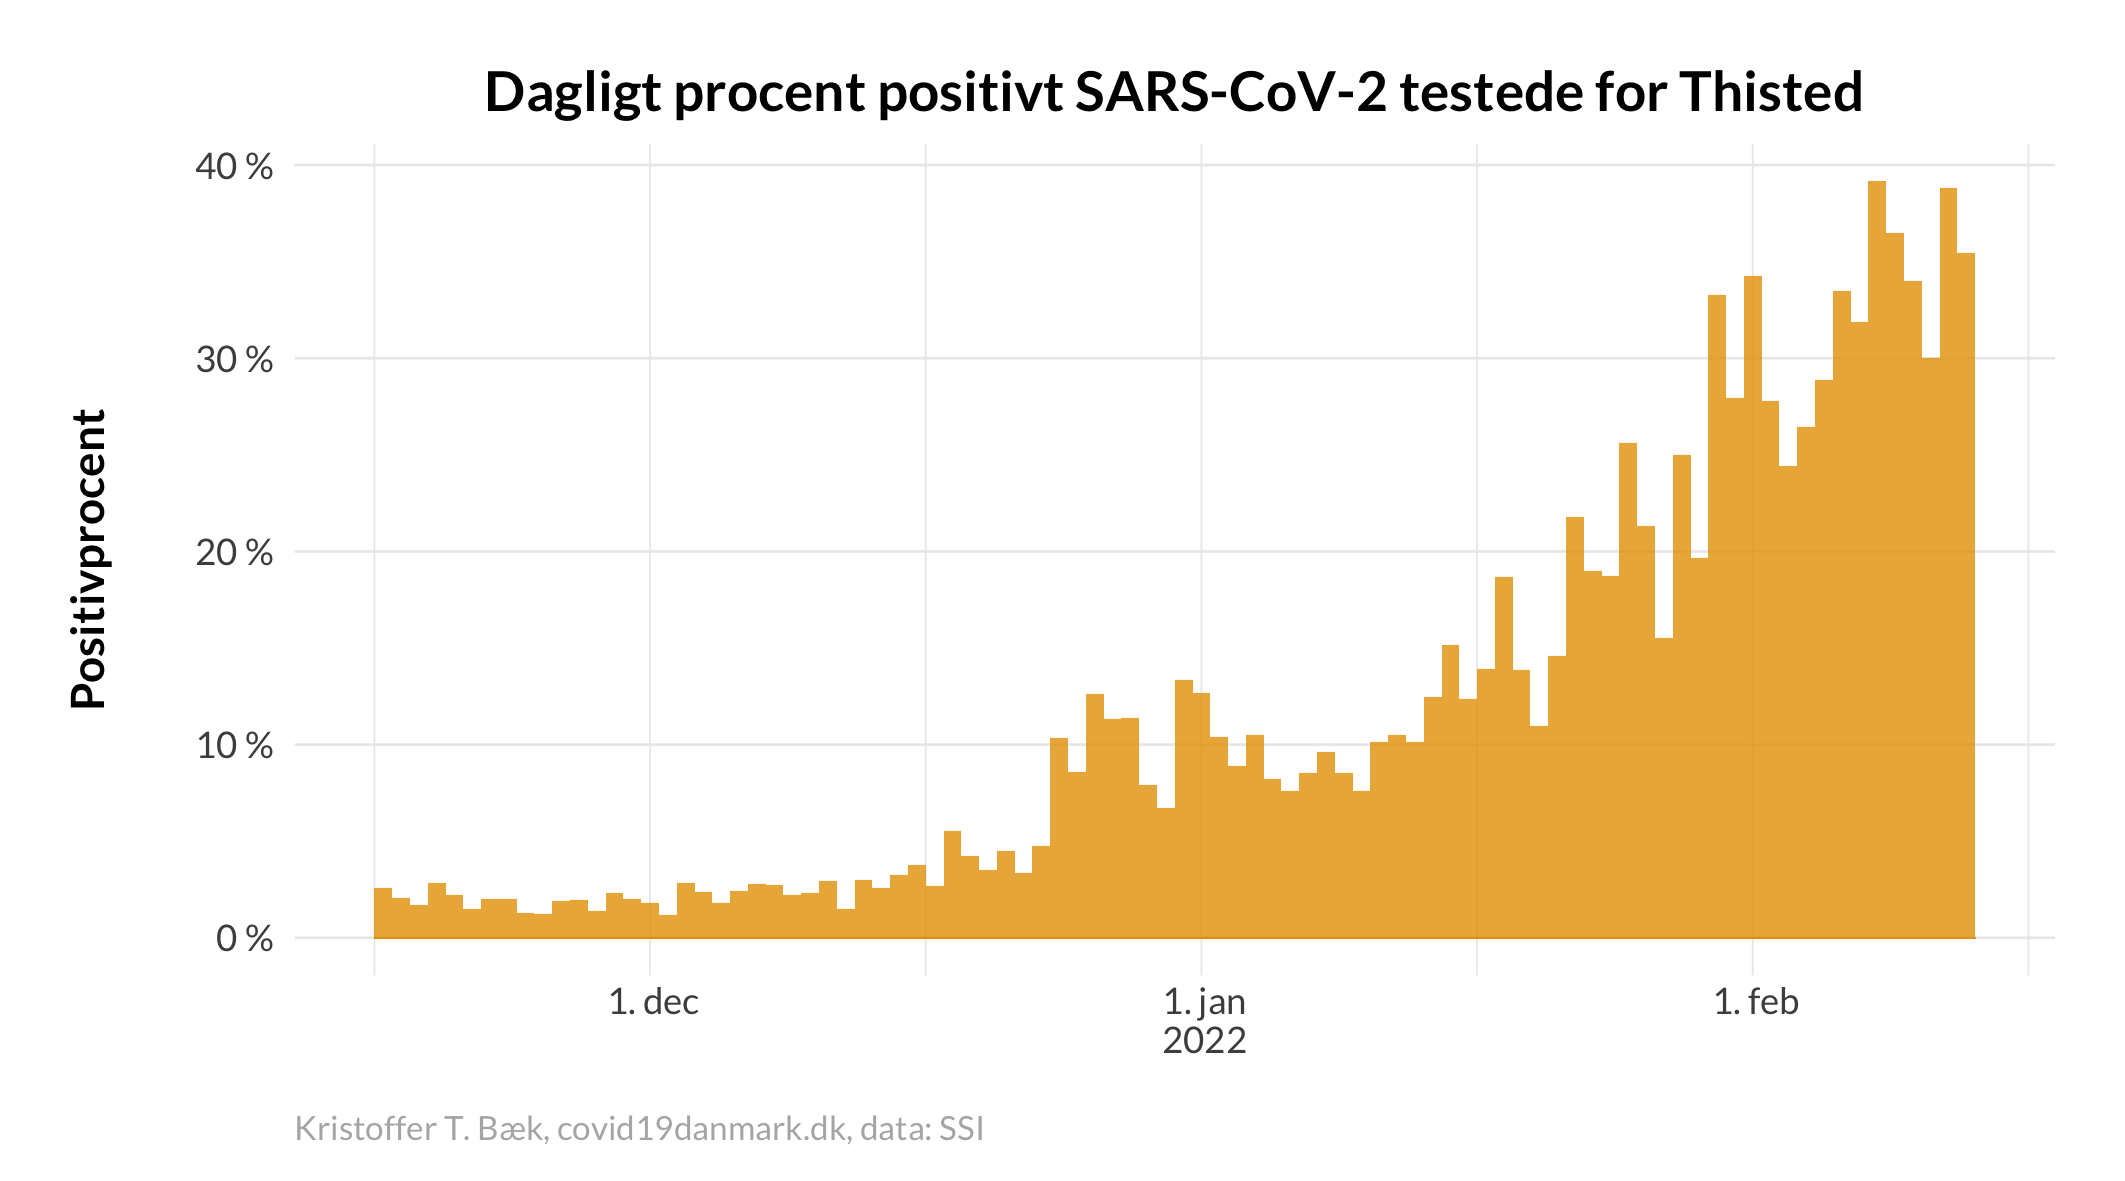 Dagligt procent positivt SARS-CoV-2 testede for Thisted
Positivprocent
40 %
30 %
20 %
10 %
0 %
1. dec
1. jan
2022
1. feb
Kristoffer T. Bæk, covid19danmark.dk, data: SSI